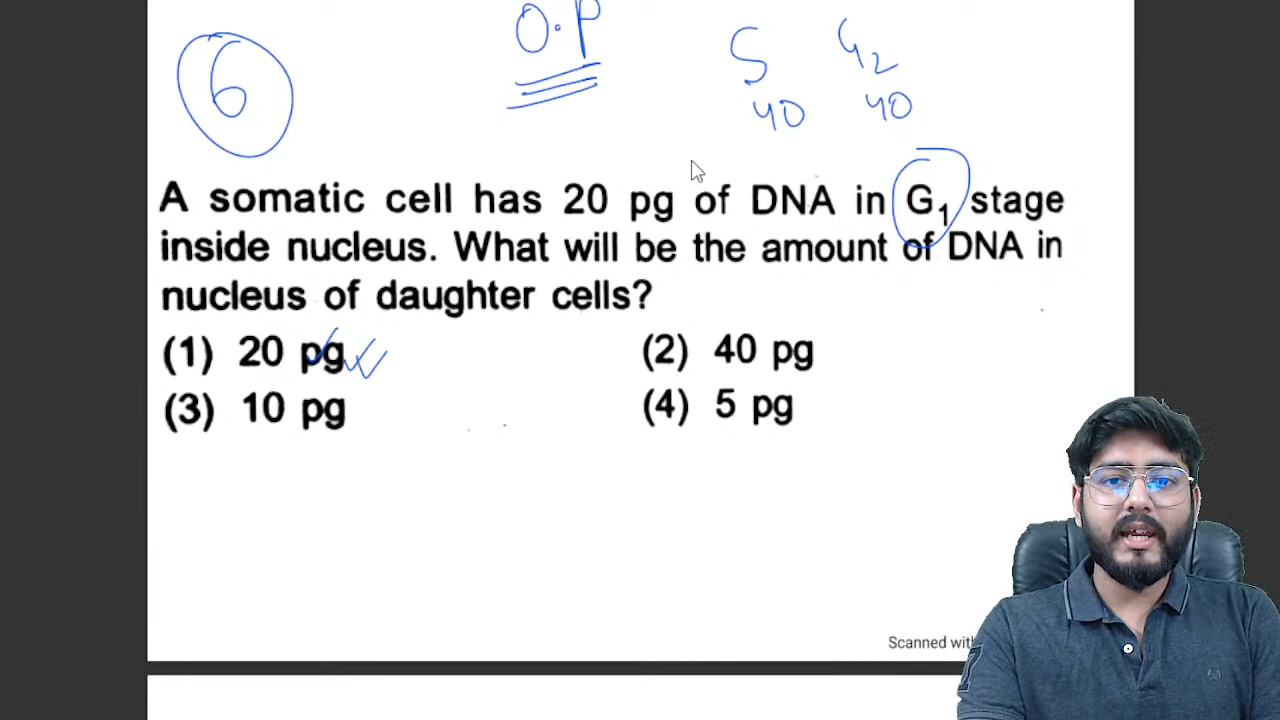 6
O.P
S G2
40 40
A somatic cell has 20 pg of DNA in G₁ stage
inside nucleus. What will be the amount of DNA in
nucleus of daughter cells?
(1) 20 pg
(2) 40 pg
(3) 10 pg
(4) 5 pg
Scanned